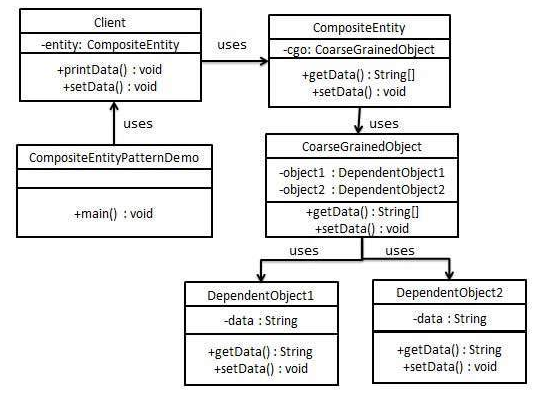 Client
-entity: CompositeEntity
+printData() : void
+setData() : void
uses
CompositeEntity
-cgo: CoarseGrainedObject
+getData() : String[]
+setData() : void
uses
uses
CompositeEntityPatternDemo
+main() : void
CoarseGrainedObject
-object1 : DependentObject1
-object2 : DependentObject2
+getData() : String[]
+setData() : void
uses
uses
DependentObject1
-data : String
+getData() : String
+setData() : void
DependentObject2
-data : String
+getData() : String
+setData() : void